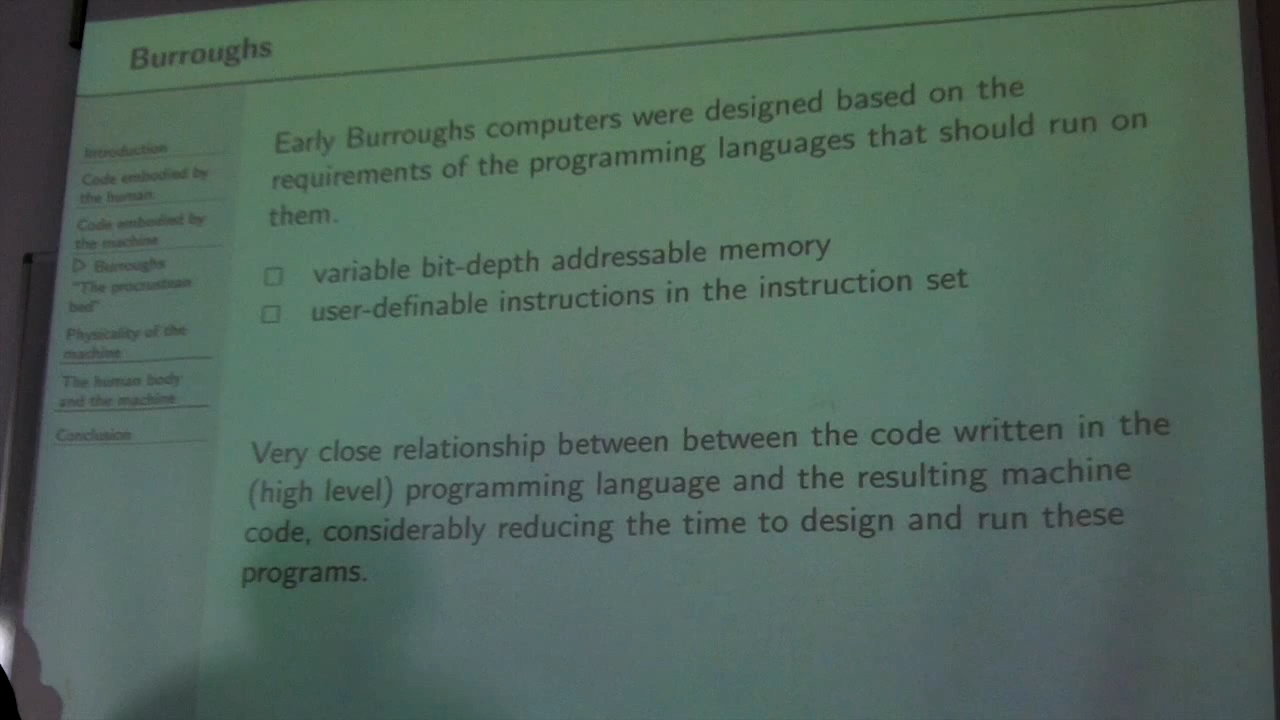 Burroughs
Introduction
Code embodied by
the human
Code embodied by
the machine
▷ Burroughs
"The procrustean
bed"
Physicality of the
machine
The human body
and the machine
Conclusion
Early Burroughs computers were designed based on the
requirements of the programming languages that should run on
them.
□ variable bit-depth addressable memory
□ user-definable instructions in the instruction set
Very close relationship between between the code written in the
(high level) programming language and the resulting machine
code, considerably reducing the time to design and run these
programs.